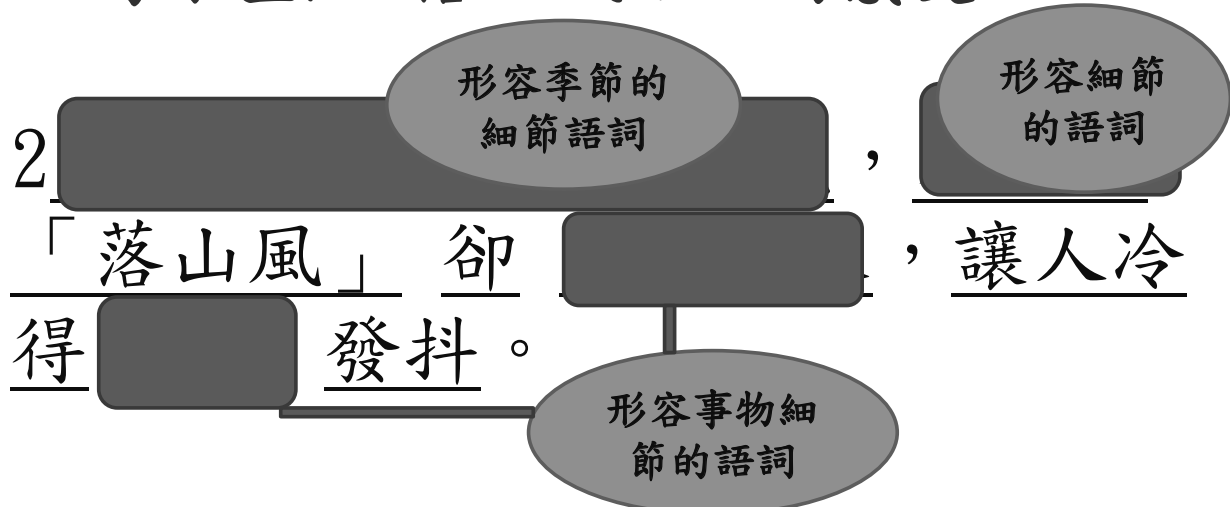 形容季節的
細節語詞
形容細節
的語詞
2 ，
「落山風」 卻 ，讓人冷
得 發抖。
形容事物細
節的語詞